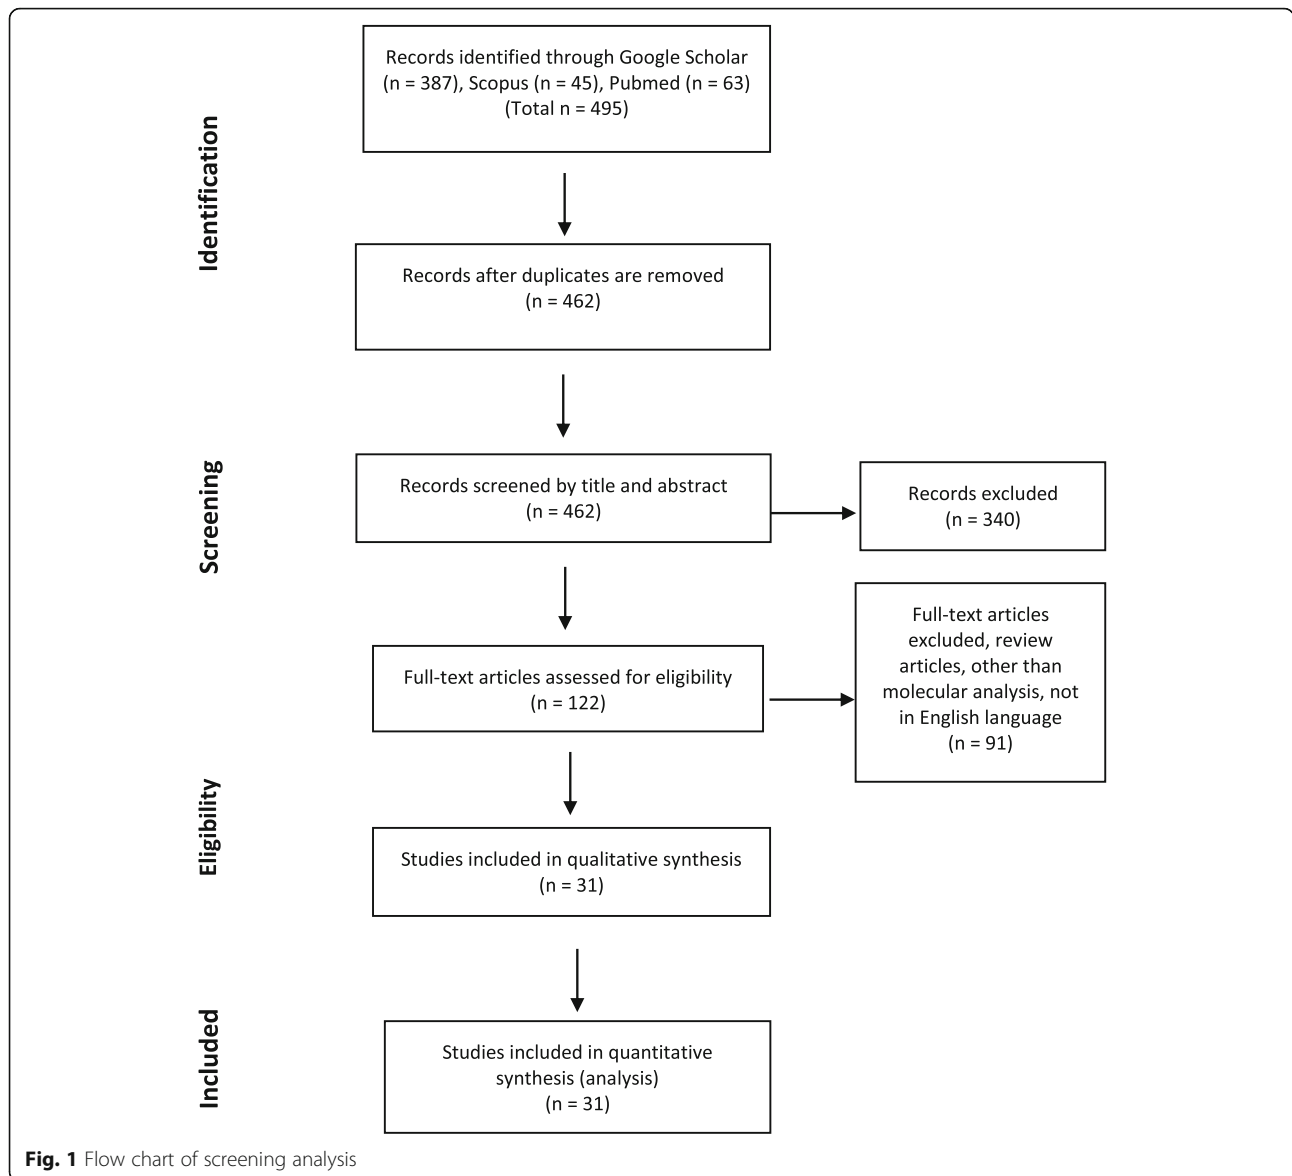 Identification
Records identified through Google Scholar
(n = 387), Scopus (n = 45), Pubmed (n = 63)
(Total n = 495)
Records after duplicates are removed
(n = 462)
Screening
Records screened by title and abstract
(n = 462)
Records excluded
(n = 340)
Full-text articles assessed for eligibility
(n = 122)
Full-text articles
excluded, review
articles, other than
molecular analysis, not
in English language
(n = 91)
Eligibility
Studies included in qualitative synthesis
(n = 31)
Included
Studies included in quantitative
synthesis (analysis)
(n = 31)
Fig. 1 Flow chart of screening analysis